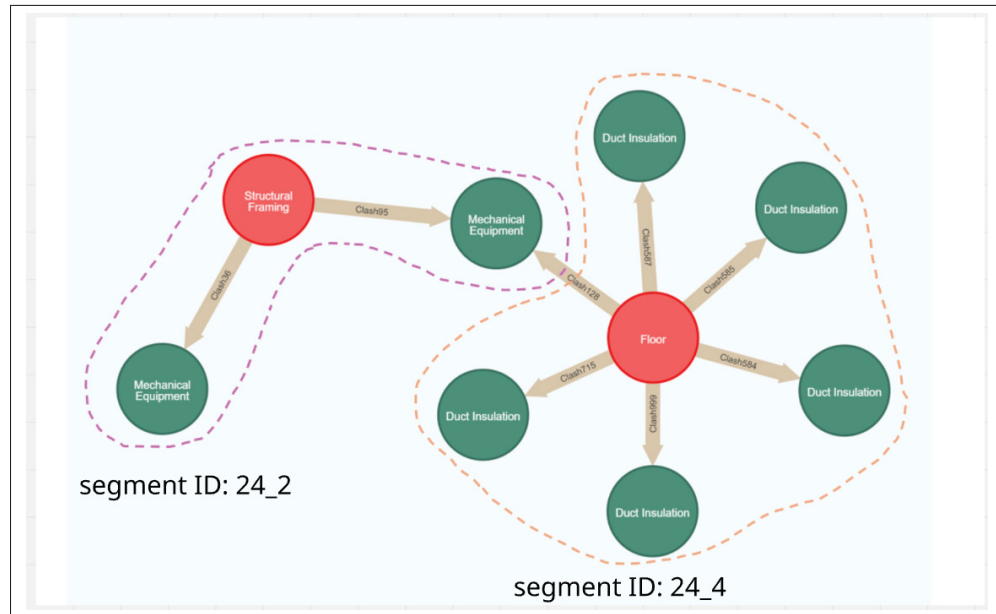 Duct Insulation
Structural
Framing
Clash95
Mechanical
Equipment
Duct Insulation
Clash587
Clash585
Clash36
Clash128
Floor
Clash715
Clash584
Mechanical
Equipment
Duct Insulation
Duct Insulation
Clash999
segment ID: 24_2
Duct Insulation
segment ID: 24_4